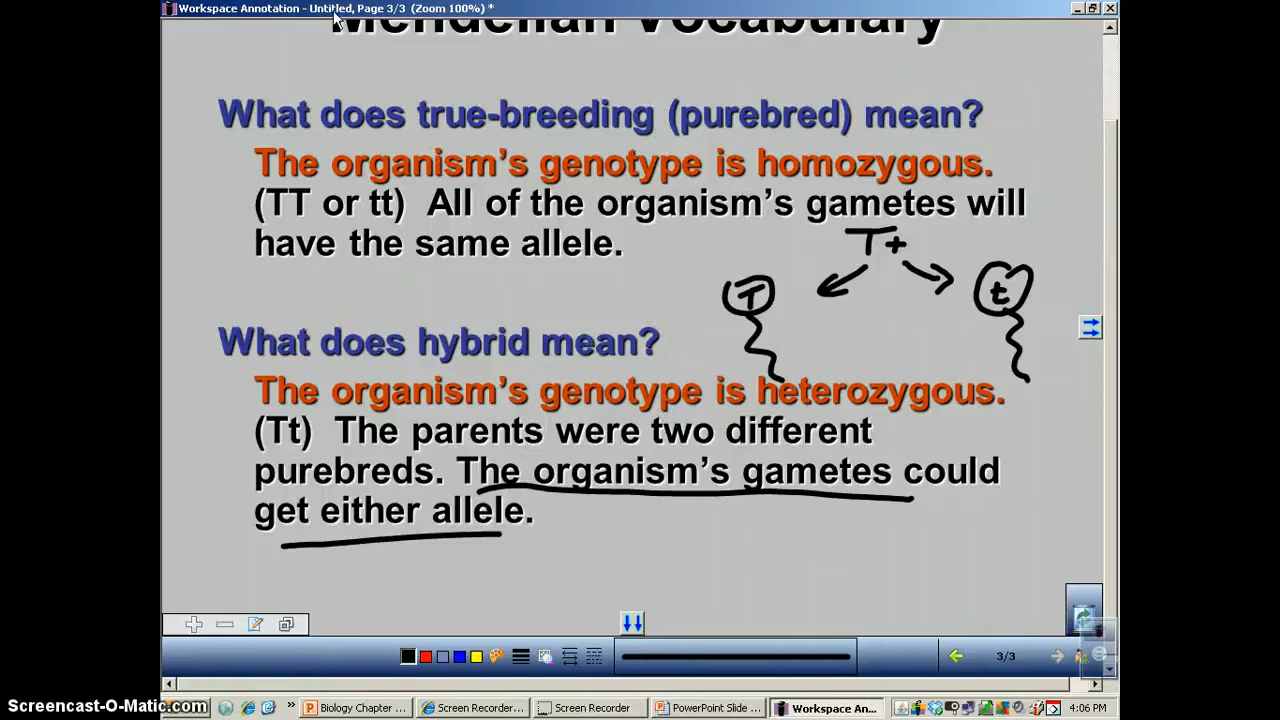 Workspace Annotation - Untitled, Page 3/3 (Zoom 100%) *
Mendelian Vocabulary
What does true-breeding (purebred) mean?
The organism's genotype is homozygous.
(TT or tt) All of the organism's gametes will
have the same allele.
Tt
T t
What does hybrid mean?
The organism's genotype is heterozygous.
(Tt) The parents were two different
purebreds. The organism's gametes could
get either allele.
3/3
Screencast-O-Matic.com » Biology Chapter ... Screen Recorder... Screen Recorder PowerPoint Slide ... Workspace An... 4:06 PM